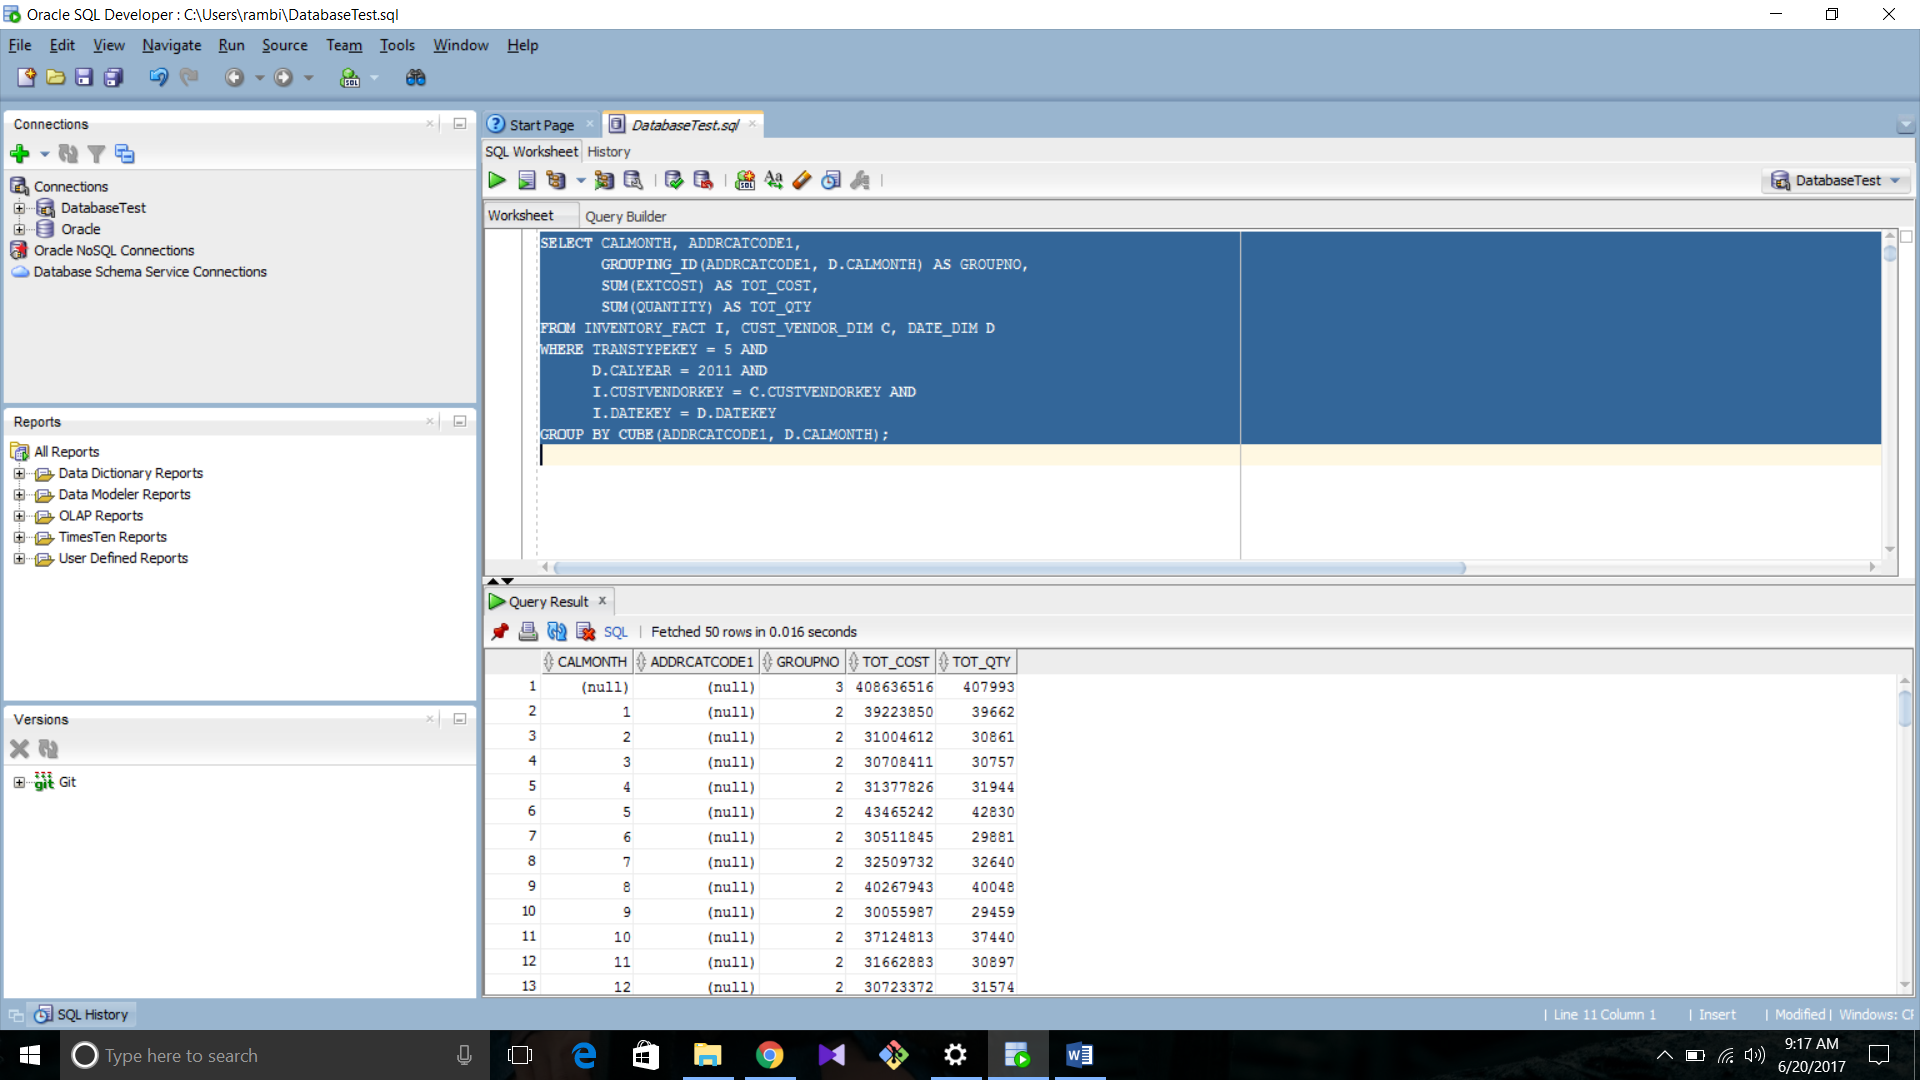 Oracle SQL Developer : C:\Users\rambi\DatabaseTest.sql
File Edit View Navigate Run Source Team Tools Window Help
Connections
Connections
DatabaseTest
Oracle
Oracle NoSQL Connections
Database Schema Service Connections
Reports
All Reports
Data Dictionary Reports
Data Modeler Reports
OLAP Reports
TimesTen Reports
User Defined Reports
Versions
git Git
Start Page DatabaseTest.sql
SQL Worksheet History
DatabaseTest
Worksheet Query Builder
SELECT CALMONTH, ADDRCATCODE1,
GROUPING_ID(ADDRCATCODE1, D.CALMONTH) AS GROUPNO,
SUM(EXTCOST) AS TOT_COST,
SUM(QUANTITY) AS TOT_QTY
FROM INVENTORY_FACT I, CUST_VENDOR_DIM C, DATE_DIM D
WHERE TRANSTYPEKEY = 5 AND
D.CALYEAR = 2011 AND
I.CUSTVENDORKEY = C.CUSTVENDORKEY AND
I.DATEKEY = D.DATEKEY
GROUP BY CUBE(ADDRCATCODE1, D.CALMONTH);
Query Result
SQL | Fetched 50 rows in 0.016 seconds
CALMONTH ADDRCATCODE1 GROUPNO TOT_COST TOT_QTY
1 (null) (null) 3 408636516 407993
2 1 (null) 2 39223850 39662
3 2 (null) 2 31004612 30861
4 3 (null) 2 30708411 30757
5 4 (null) 2 31377826 31944
6 5 (null) 2 43465242 42830
7 6 (null) 2 30511845 29881
8 7 (null) 2 32509732 32640
9 8 (null) 2 40267943 40048
10 9 (null) 2 30055987 29459
11 10 (null) 2 37124813 37440
12 11 (null) 2 31662883 30897
13 12 (null) 2 30723372 31574
SQL History
| Line 11 Column 1 | Insert | Modified | Windows: CF
Type here to search
9:17 AM
6/20/2017